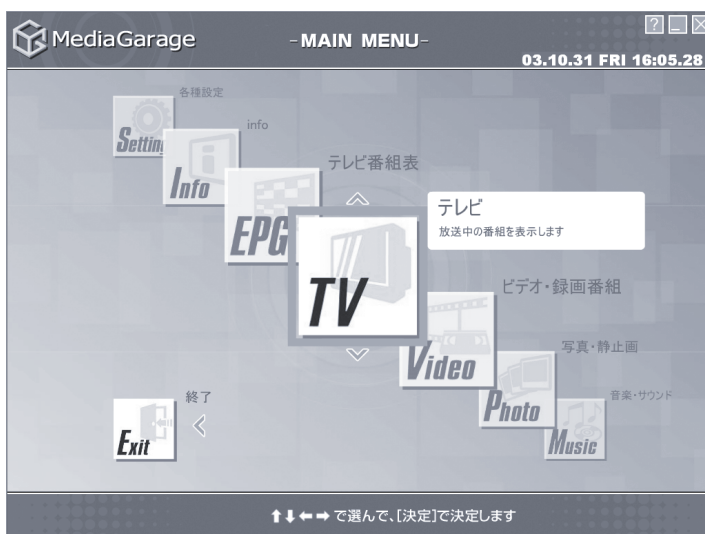 MediaGarage
-MAIN MENU-
03.10.31 FRI 16:05.28
各種設定
Setting
info
Info
テレビ番組表
EPG
テレビ
放送中の番組を表示します
TV
ビデオ・録画番組
Video
写真・静止画
Photo
音楽・サウンド
Music
終了
Exit
↑↓←→で選んで、[決定]で決定します